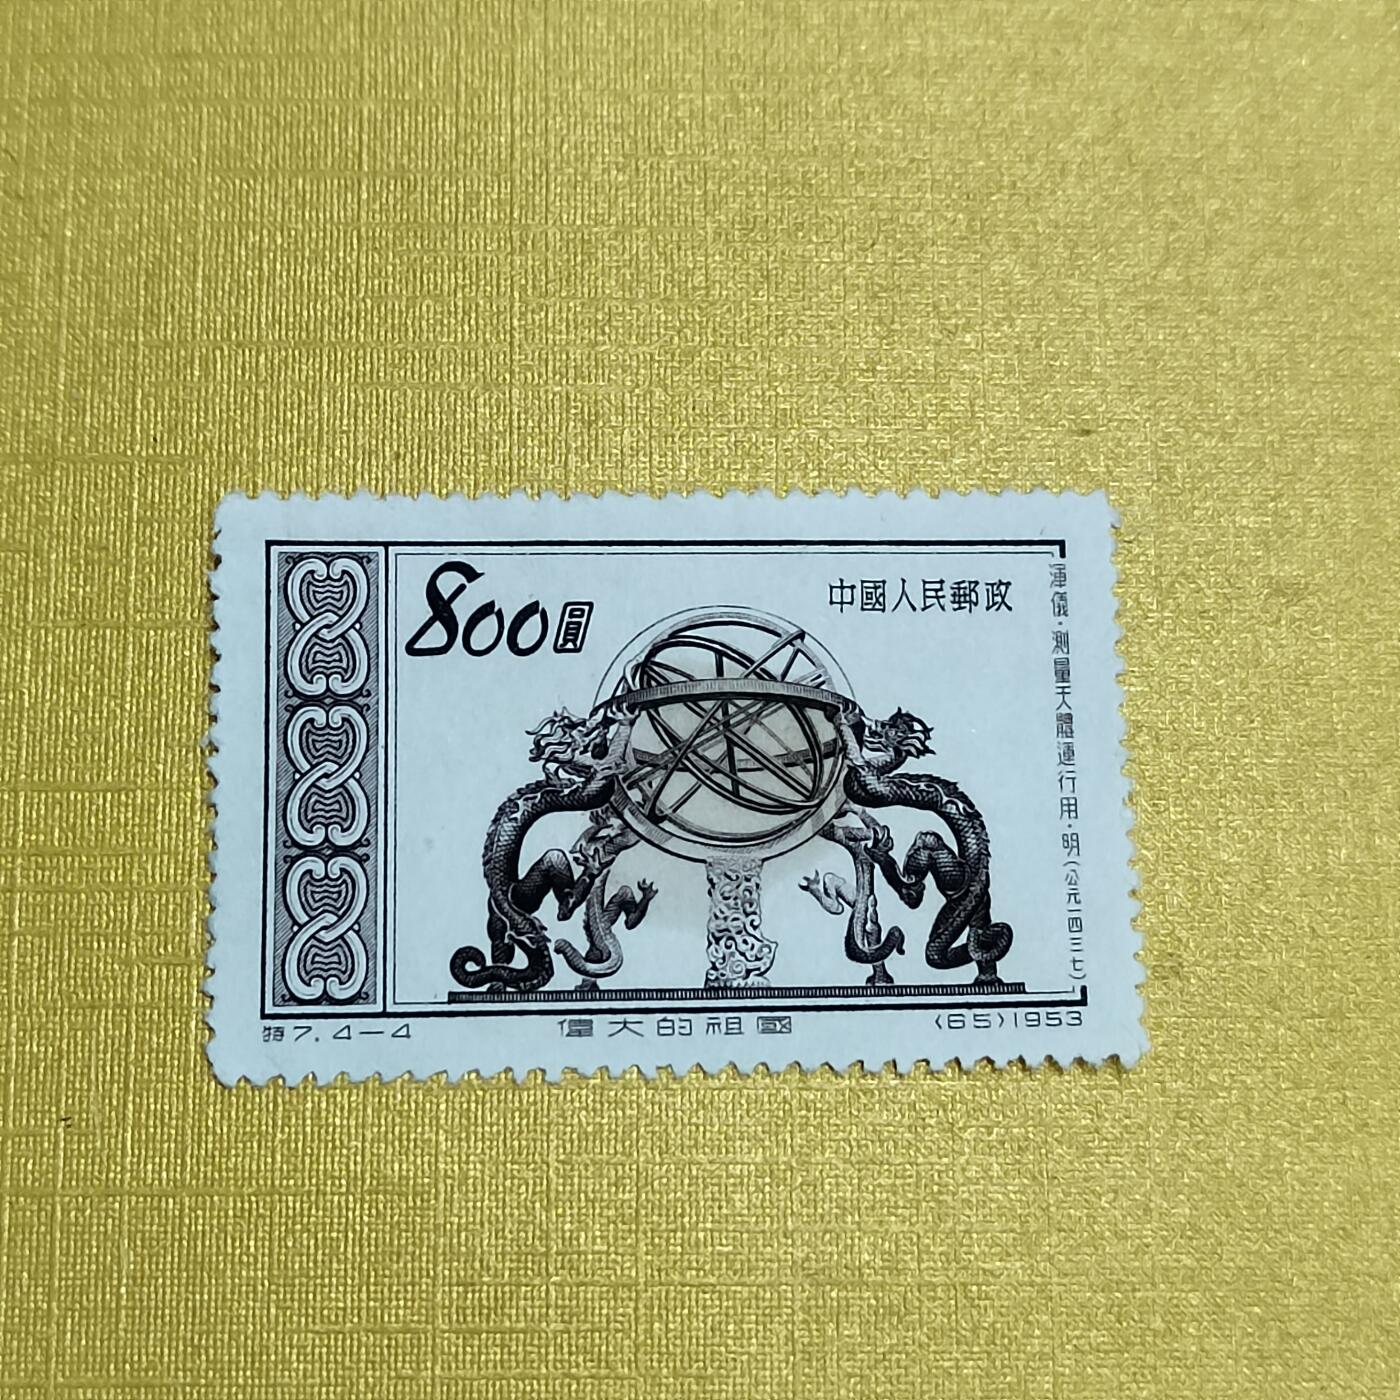 800圓
中國人民郵政
渾儀·測量天體運行用·明(公元一四三七)
特7.4—4
偉大的祖國
(65)1953